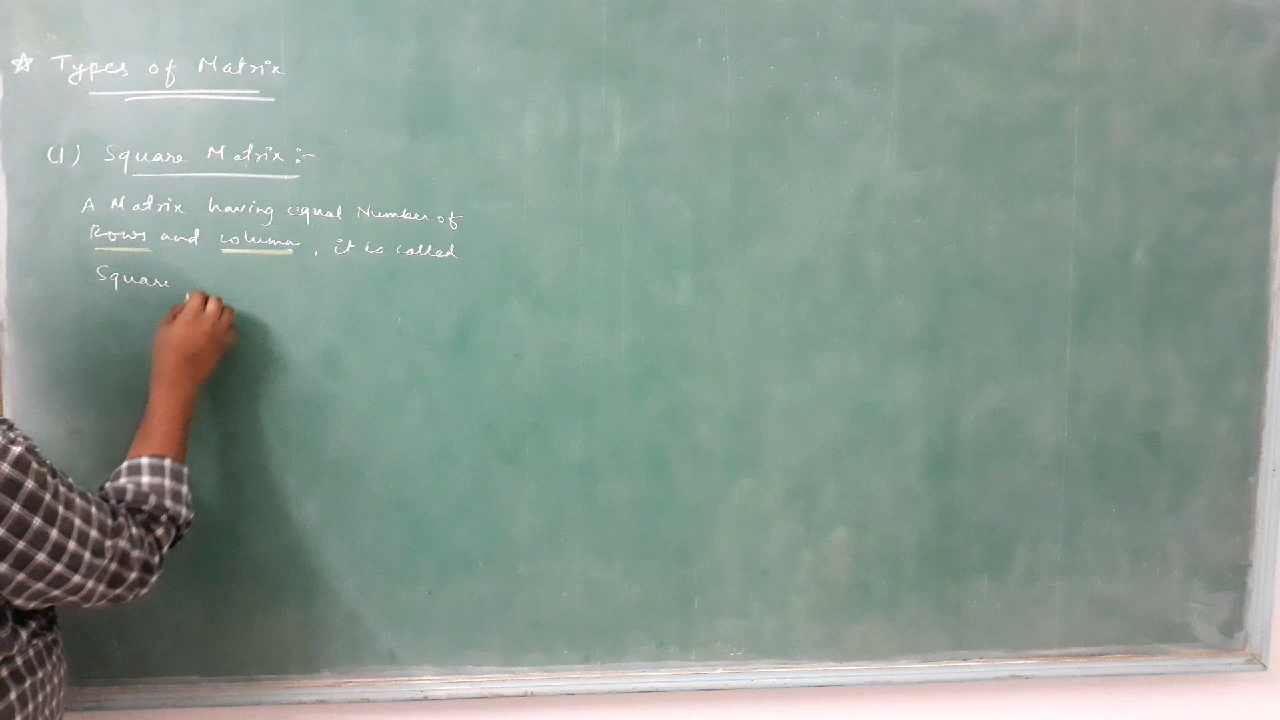 ☆ Types of Matrix
(1) Square Matrix :-
A Matrix having equal Number of
Rows and column, it is called
Square